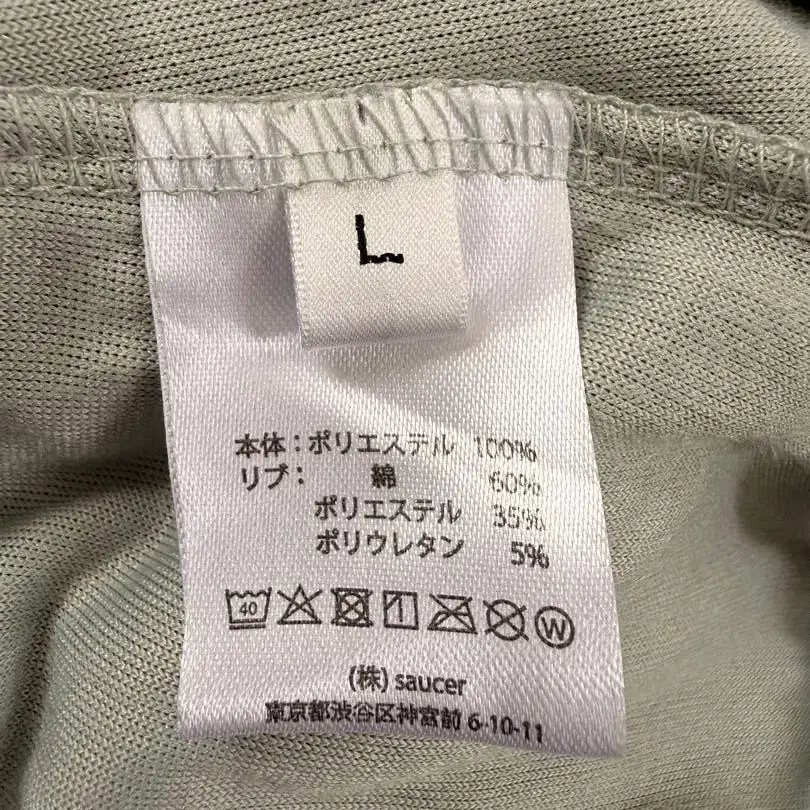 L
本体：ポリエステル 100%
リブ： 綿 60%
ポリエステル 35%
ポリウレタン 5%
40
W
(株) saucer
東京都渋谷区神宮前 6-10-11